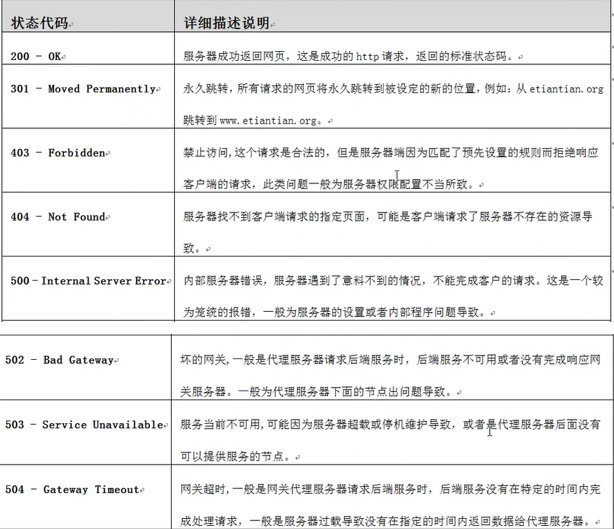 状态代码 详细描述说明
200 - OK 服务器成功返回网页，这是成功的http请求，返回的标准状态码。
301 - Moved Permanently 永久跳转，所有请求的网页将永久跳转到被设定的新的位置，例如：从 etiantian.org
跳转到 www.etiantian.org。
403 - Forbidden 禁止访问,这个请求是合法的，但是服务器端因为匹配了预先设置的规则而拒绝响应
客户端的请求，此类问题一般为服务器权限配置不当所致。
404 - Not Found 服务器找不到客户端请求的指定页面，可能是客户端请求了服务器不存在的资源导
致。
500-Internal Server Error 内部服务器错误，服务器遇到了意料不到的情况，不能完成客户的请求。这是一个较
为笼统的报错，一般为服务器的设置或者内部程序问题导致。
502 - Bad Gateway 坏的网关,一般是代理服务器请求后端服务时，后端服务不可用或者没有完成响应网
关服务器。一般为代理服务器下面的节点出问题导致。
503 - Service Unavailable 服务当前不可用,可能因为服务器超载或停机维护导致，或者是代理服务器后面没有
可以提供服务的节点。
504 - Gateway Timeout 网关超时,一般是网关代理服务器请求后端服务时，后端服务没有在特定的时间内完
成处理请求，一般是服务器过载导致没有在指定的时间内返回数据给代理服务器。